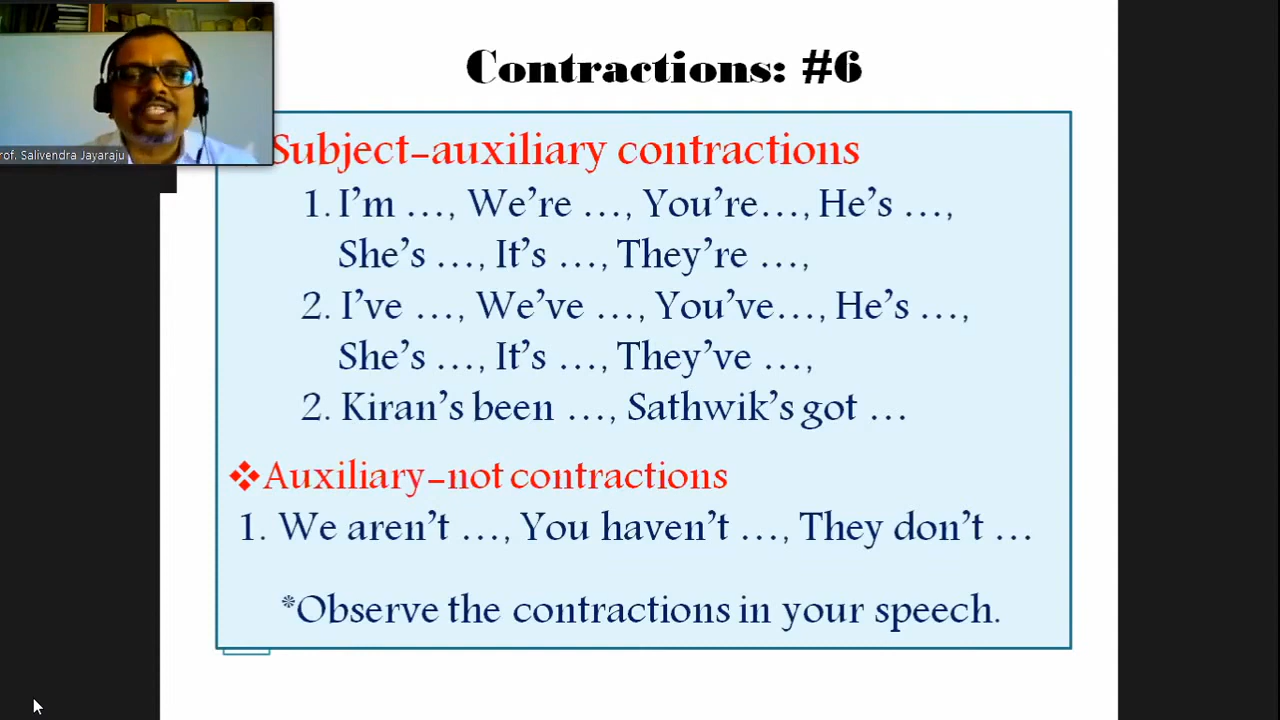 Contractions: #6
Prof. Salivendra Jayaraju
Subject-auxiliary contractions
1. I'm …, We're …, You're…, He's …,
She's …, It's …, They're …,
2. I've …, We've …, You've…, He's …,
She's …, It's …, They've …,
2. Kiran's been …, Sathwik's got …
❖Auxiliary-not contractions
1. We aren't …, You haven't …, They don't …
*Observe the contractions in your speech.